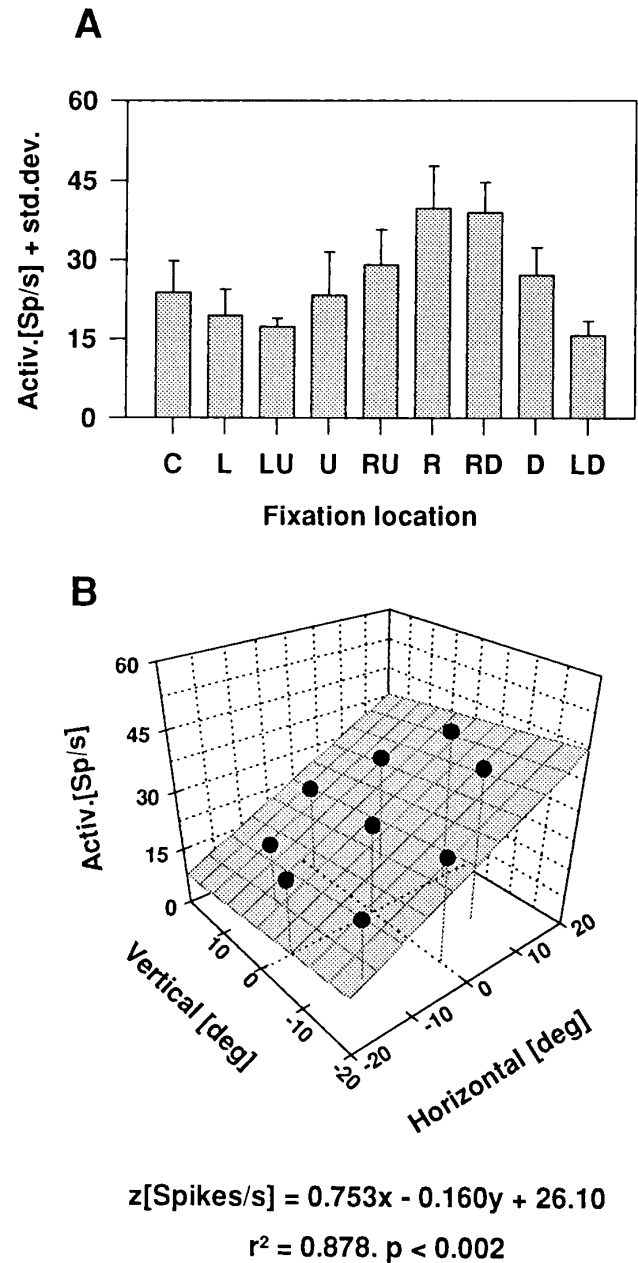 A
60
45
30
15
0
Activ.[Sp/s] + std.dev.
C L LU U RU R RD D LD
Fixation location
B
60
45
30
15
0
Activ.[Sp/s]
10
0
-10
-20
Vertical [deg]
-20
-10
0
10
20
Horizontal [deg]
z[Spikes/s] = 0.753x - 0.160y + 26.10
r² = 0.878. p < 0.002